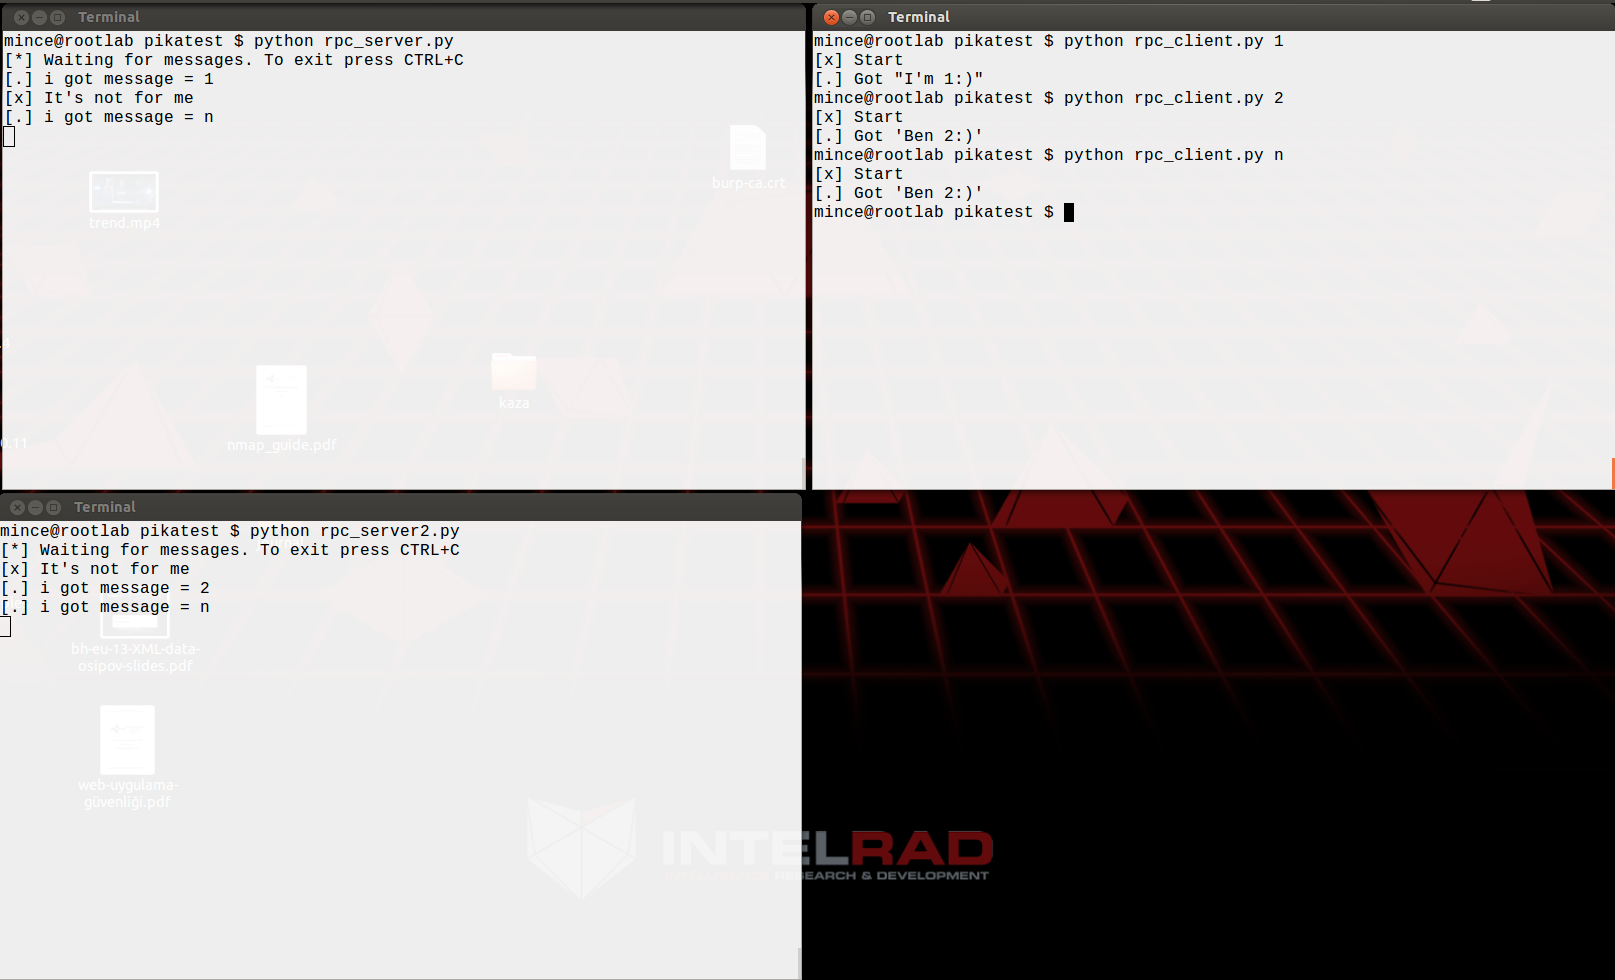 Terminal
mince@rootlab pikatest $ python rpc_server.py
[*] Waiting for messages. To exit press CTRL+C
[.] i got message = 1
[x] It's not for me
[.] i got message = n
trend.mp4
burp-ca.crt
.4
kaza
0.11
nmap_guide.pdf
Terminal
mince@rootlab pikatest $ python rpc_client.py 1
[x] Start
[.] Got "I'm 1:)"
mince@rootlab pikatest $ python rpc_client.py 2
[x] Start
[.] Got 'Ben 2:)'
mince@rootlab pikatest $ python rpc_client.py n
[x] Start
[.] Got 'Ben 2:)'
mince@rootlab pikatest $
Terminal
mince@rootlab pikatest $ python rpc_server2.py
[*] Waiting for messages. To exit press CTRL+C
[x] It's not for me
[.] i got message = 2
[.] i got message = n
bh-eu-13-XML-data-
osipov-slides.pdf
web-uygulama-
güvenliği.pdf
INTELRAD
RESEARCH & DEVELOPMENT